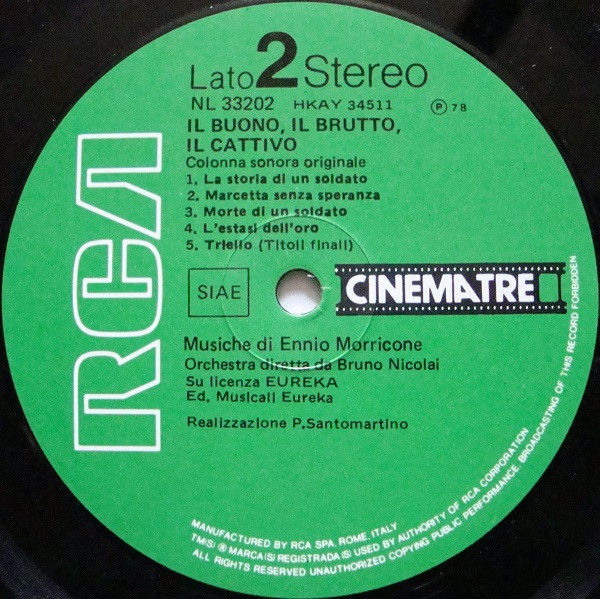 Lato 2 Stereo
NL 33202 HKAY 34511 Ⓟ 78
IL BUONO, IL BRUTTO,
IL CATTIVO
Colonna sonora originale
1. La storia di un soldato
2. Marcetta senza speranza
3. Morte di un soldato
4. L'estasi dell'oro
5. Triello (Titoli finali)
RCA
SIAE
CINEMATRE
Musiche di Ennio Morricone
Orchestra diretta da Bruno Nicolai
Su licenza EUREKA
Ed. Musicali Eureka
Realizzazione P.Santomartino
MANUFACTURED BY RCA SPA, ROME, ITALY
TM(S) ® MARCA(S) REGISTRADA(S) USED BY AUTHORITY OF RCA CORPORATION
ALL RIGHTS RESERVED UNAUTHORIZED COPYING PUBLIC PERFORMANCE, BROADCASTING OF THIS RECORD FORBIDDEN